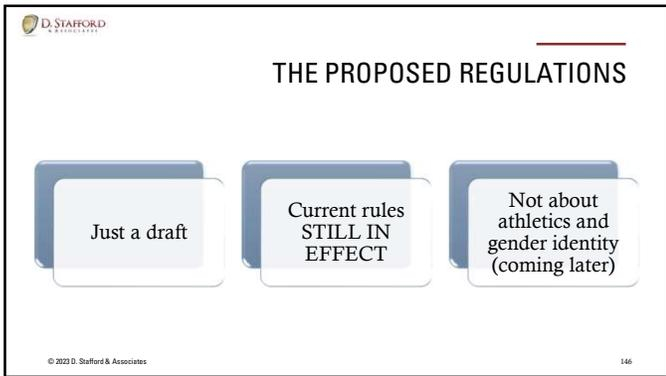 D. STAFFORD
& ASSOCIATES
THE PROPOSED REGULATIONS
Just a draft
Current rules
STILL IN
EFFECT
Not about
athletics and
gender identity
(coming later)
© 2023 D. Stafford & Associates
146